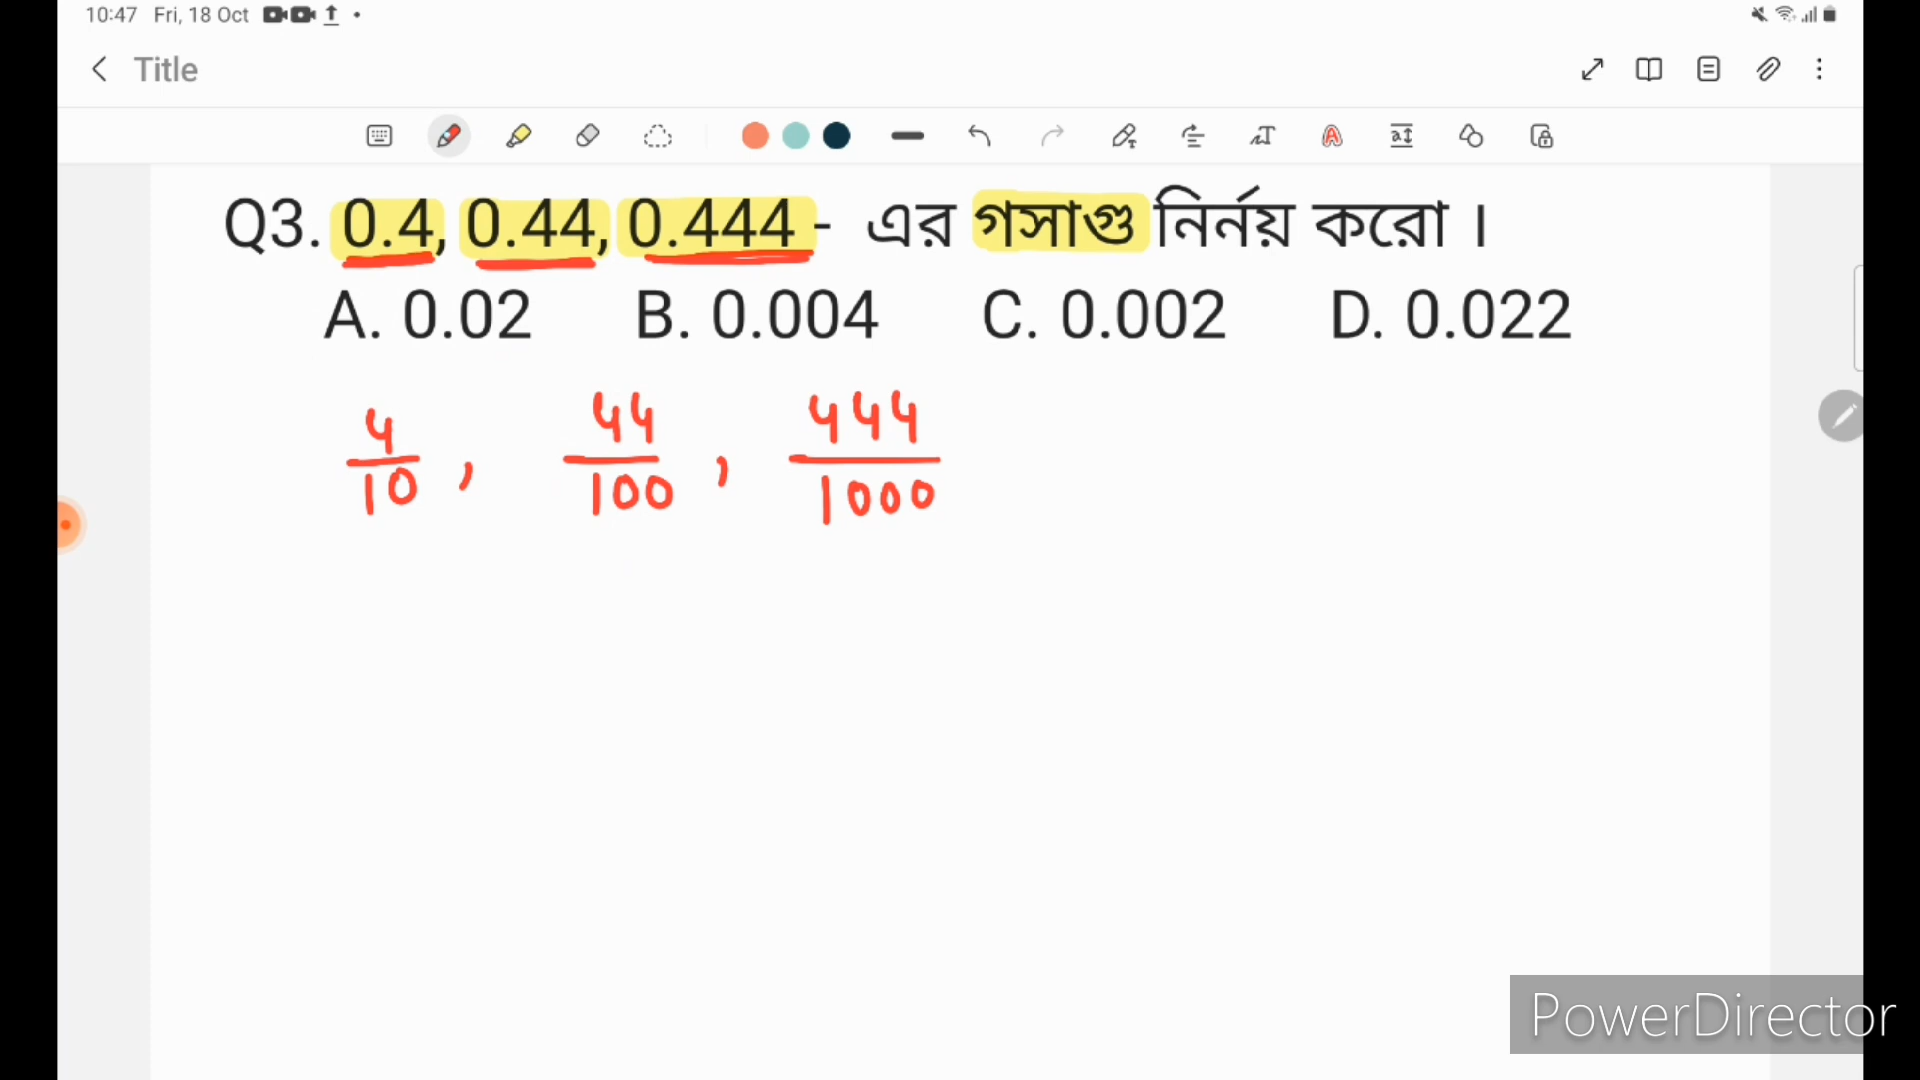 10:47 Fri, 18 Oct
Title
Q3. 0.4, 0.44, 0.444 - এর গসাগু নির্নয় করো ।
A. 0.02 B. 0.004 C. 0.002 D. 0.022
4 44 444
10 , 100 , 1000
PowerDirector